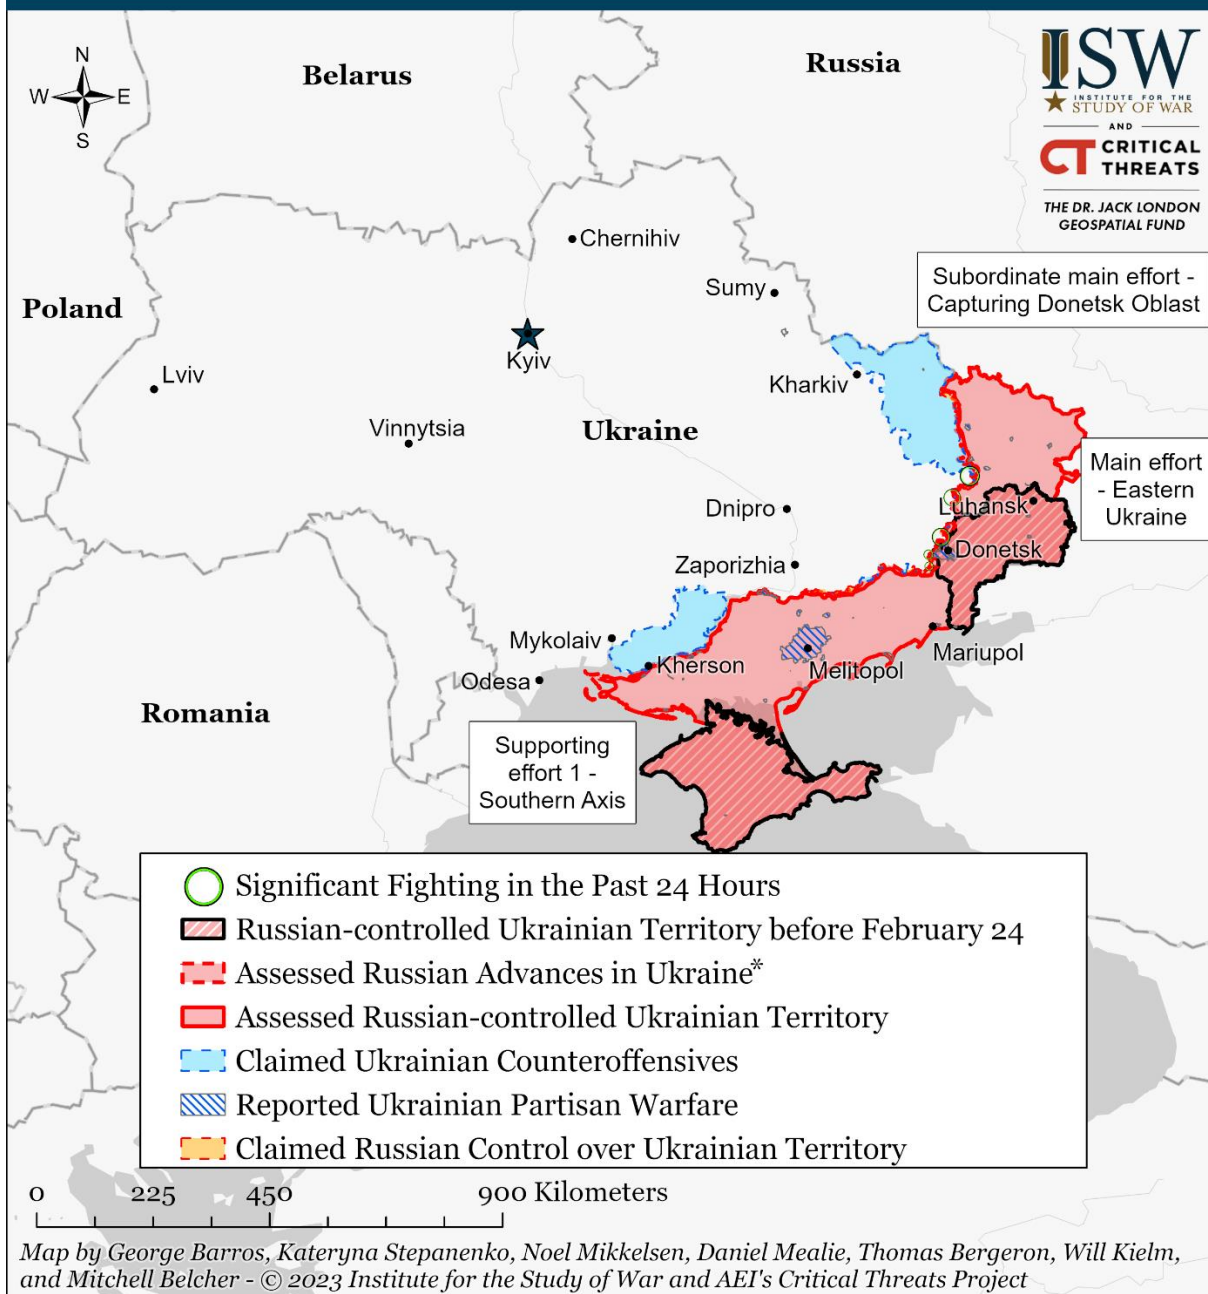 N
W
E
S
Belarus
Russia
ISW
INSTITUTE FOR THE
STUDY OF WAR
AND
CT CRITICAL
THREATS
THE DR. JACK LONDON
GEOSPATIAL FUND
Chernihiv
Sumy
Subordinate main effort -
Capturing Donetsk Oblast
Poland
Kyiv
Lviv
Kharkiv
Vinnytsia
Ukraine
Main effort
- Eastern
Ukraine
Dnipro
Luhansk
Donetsk
Zaporizhia
Mykolaiv
Kherson
Melitopol
Mariupol
Odesa
Romania
Supporting
effort 1 -
Southern Axis
Significant Fighting in the Past 24 Hours
Russian-controlled Ukrainian Territory before February 24
Assessed Russian Advances in Ukraine*
Assessed Russian-controlled Ukrainian Territory
Claimed Ukrainian Counteroffensives
Reported Ukrainian Partisan Warfare
Claimed Russian Control over Ukrainian Territory
0 225 450 900 Kilometers
Map by George Barros, Kateryna Stepanenko, Noel Mikkelsen, Daniel Mealie, Thomas Bergeron, Will Kielm,
and Mitchell Belcher - © 2023 Institute for the Study of War and AEI's Critical Threats Project